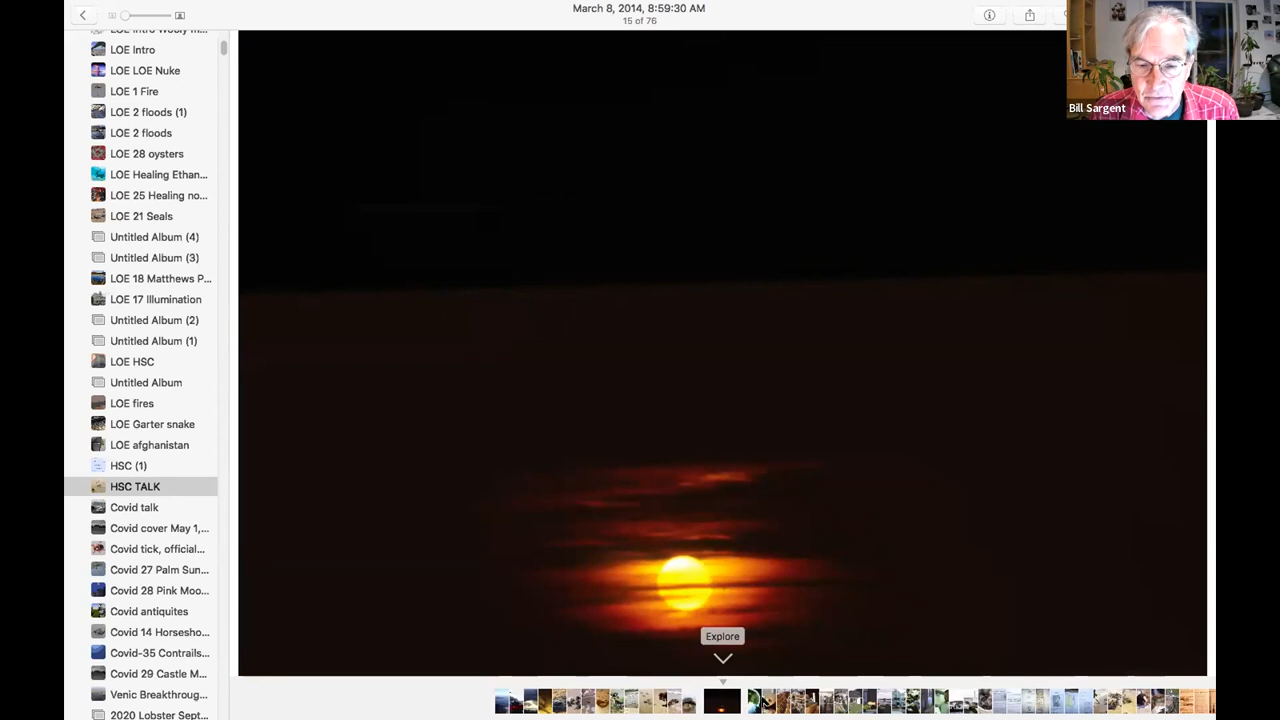 March 8, 2014, 8:59:30 AM
15 of 76
LOE Intro
LOE LOE Nuke
LOE 1 Fire
LOE 2 floods (1)
LOE 2 floods
LOE 28 oysters
LOE Healing Ethan...
LOE 25 Healing no...
LOE 21 Seals
Untitled Album (4)
Untitled Album (3)
LOE 18 Matthews P...
LOE 17 Illumination
Untitled Album (2)
Untitled Album (1)
LOE HSC
Untitled Album
LOE fires
LOE Garter snake
LOE afghanistan
HSC (1)
HSC TALK
Covid talk
Covid cover May 1,...
Covid tick, official...
Covid 27 Palm Sun...
Covid 28 Pink Moo...
Covid antiquites
Covid 14 Horsesho...
Covid-35 Contrails...
Covid 29 Castle M...
Venic Breakthroug...
2020 Lobster Sept...
Bill Sargent
Explore